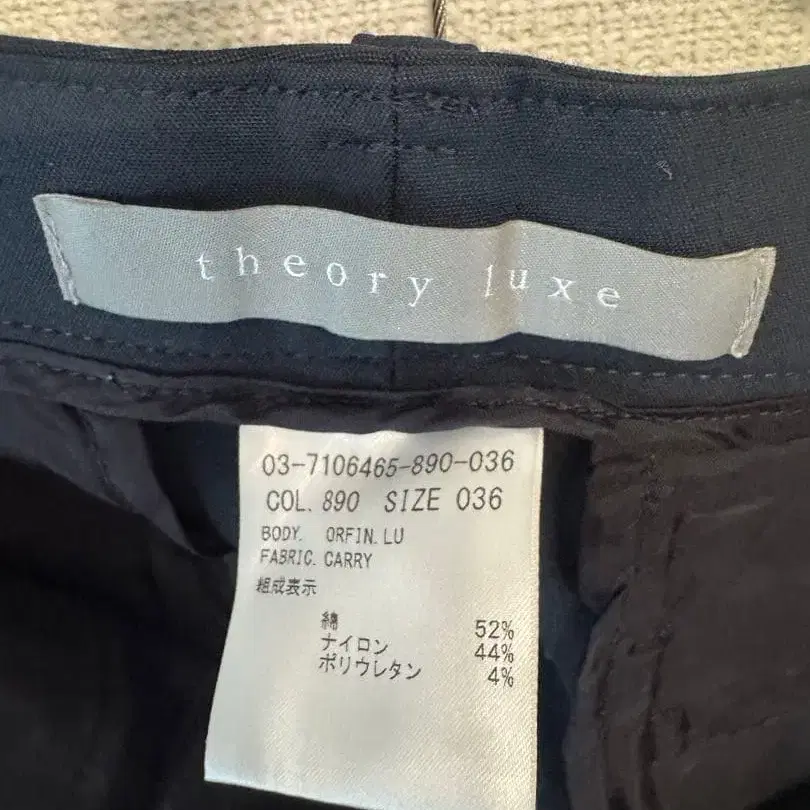 theory luxe
03-7106465-890-036
COL. 890 SIZE 036
BODY. ORFIN.LU
FABRIC. CARRY
組成表示
綿 52%
ナイロン 44%
ポリウレタン 4%